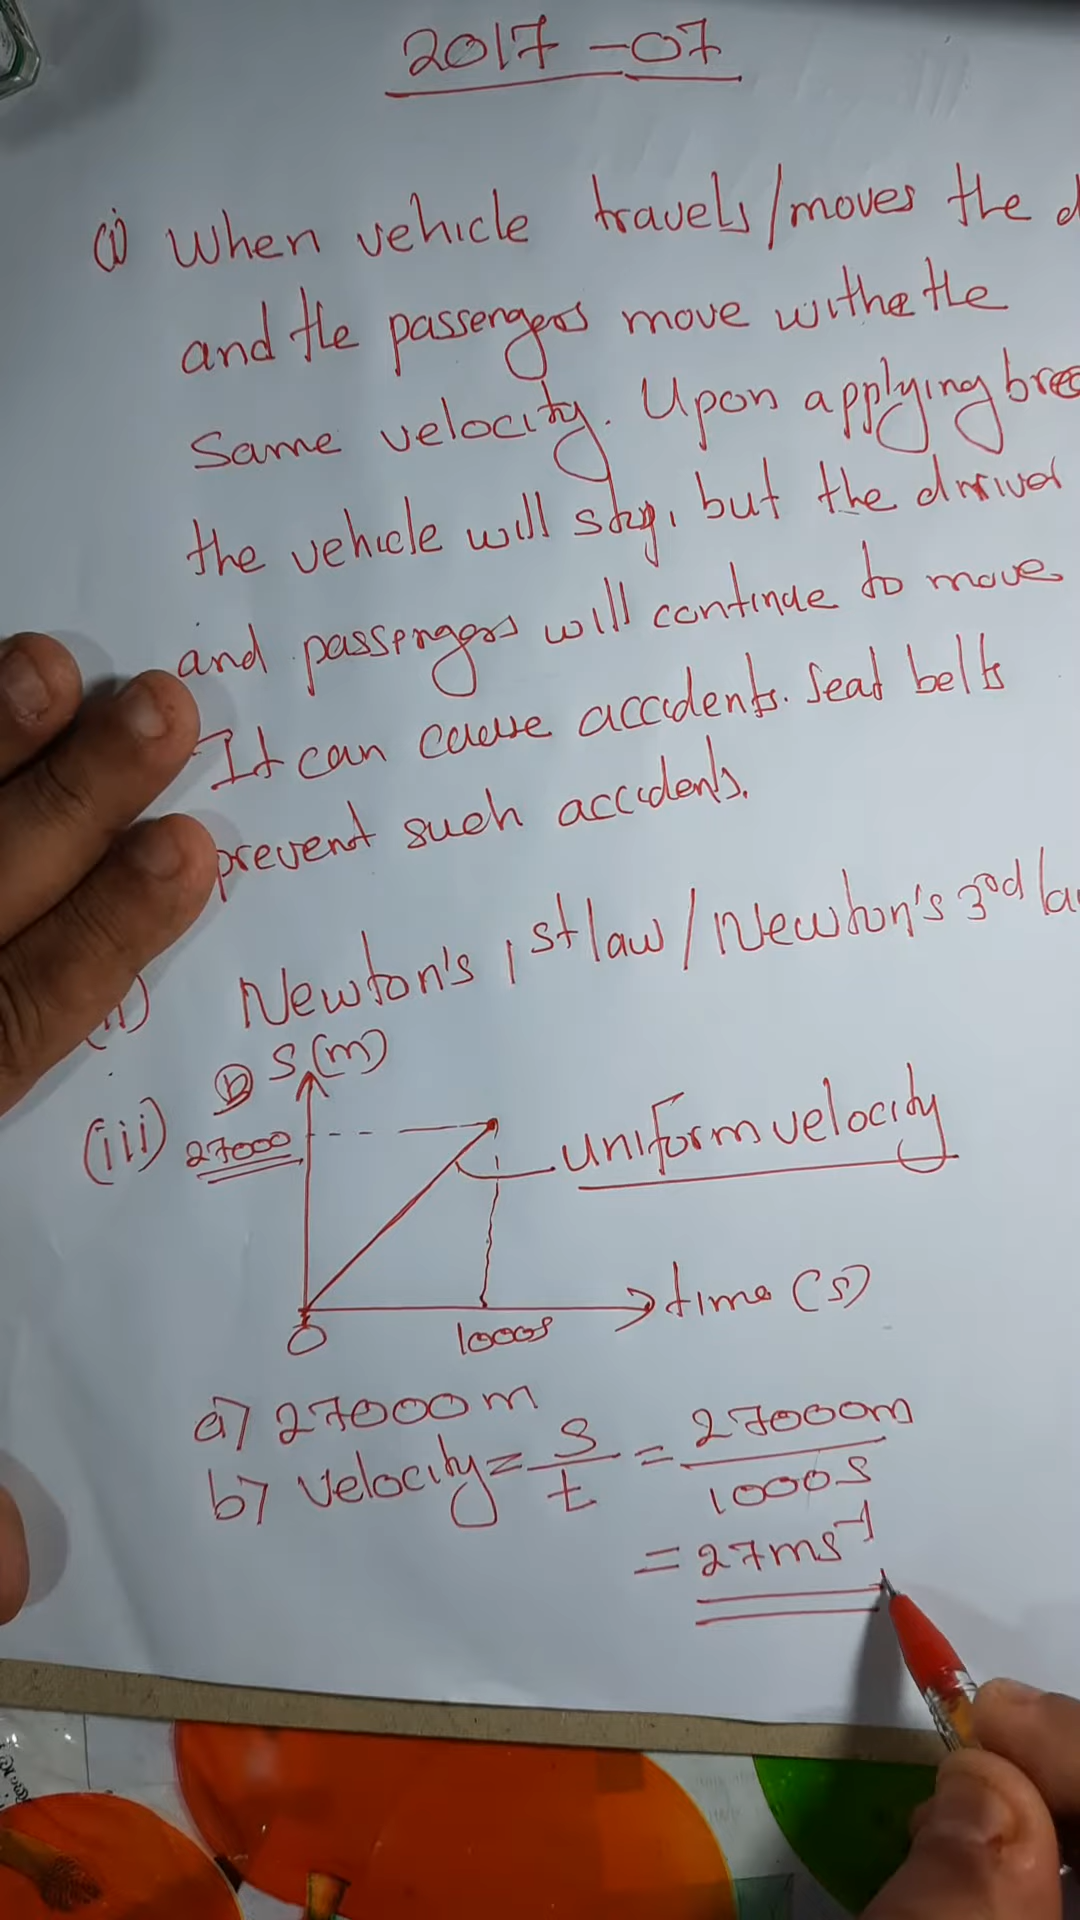 2017 - 07
(i) When vehicle travels/moves the d
and the passengers move withe the
Same velocity. Upon applying bre
the vehicle will stop, but the driver
and passengers will continue to move
It can cause accidents. Seat belts
prevent such accidents.
Newton's 1st law / Newton's 3rd la
S (m)
(iii) 27000
uniform velocity
time (s)
0
1000s
a) 27000 m
b) velocity = s/t = 27000m/1000s
= 27ms⁻¹